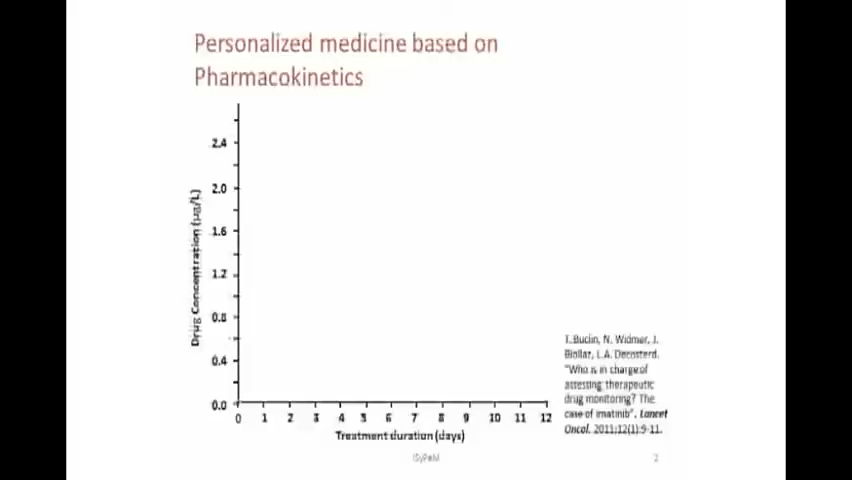 Personalized medicine based on
Pharmacokinetics
2.4
2.0
1.6
1.2
0.8
0.4
0.0
Drug Concentration (µg/L)
0 1 2 3 4 5 6 7 8 9 10 11 12
Treatment duration (days)
T. Buclin, N. Widmer, J.
Biollaz, L.A. Decosterd.
"Who is in charge of
assessing therapeutic
drug monitoring? The
case of imatinib", Lancet
Oncol. 2011;12(1):9-11.
ISyPeM
2